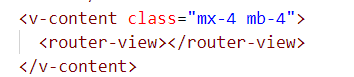 <v-content class="mx-4 mb-4">
<router-view></router-view>
</v-content>